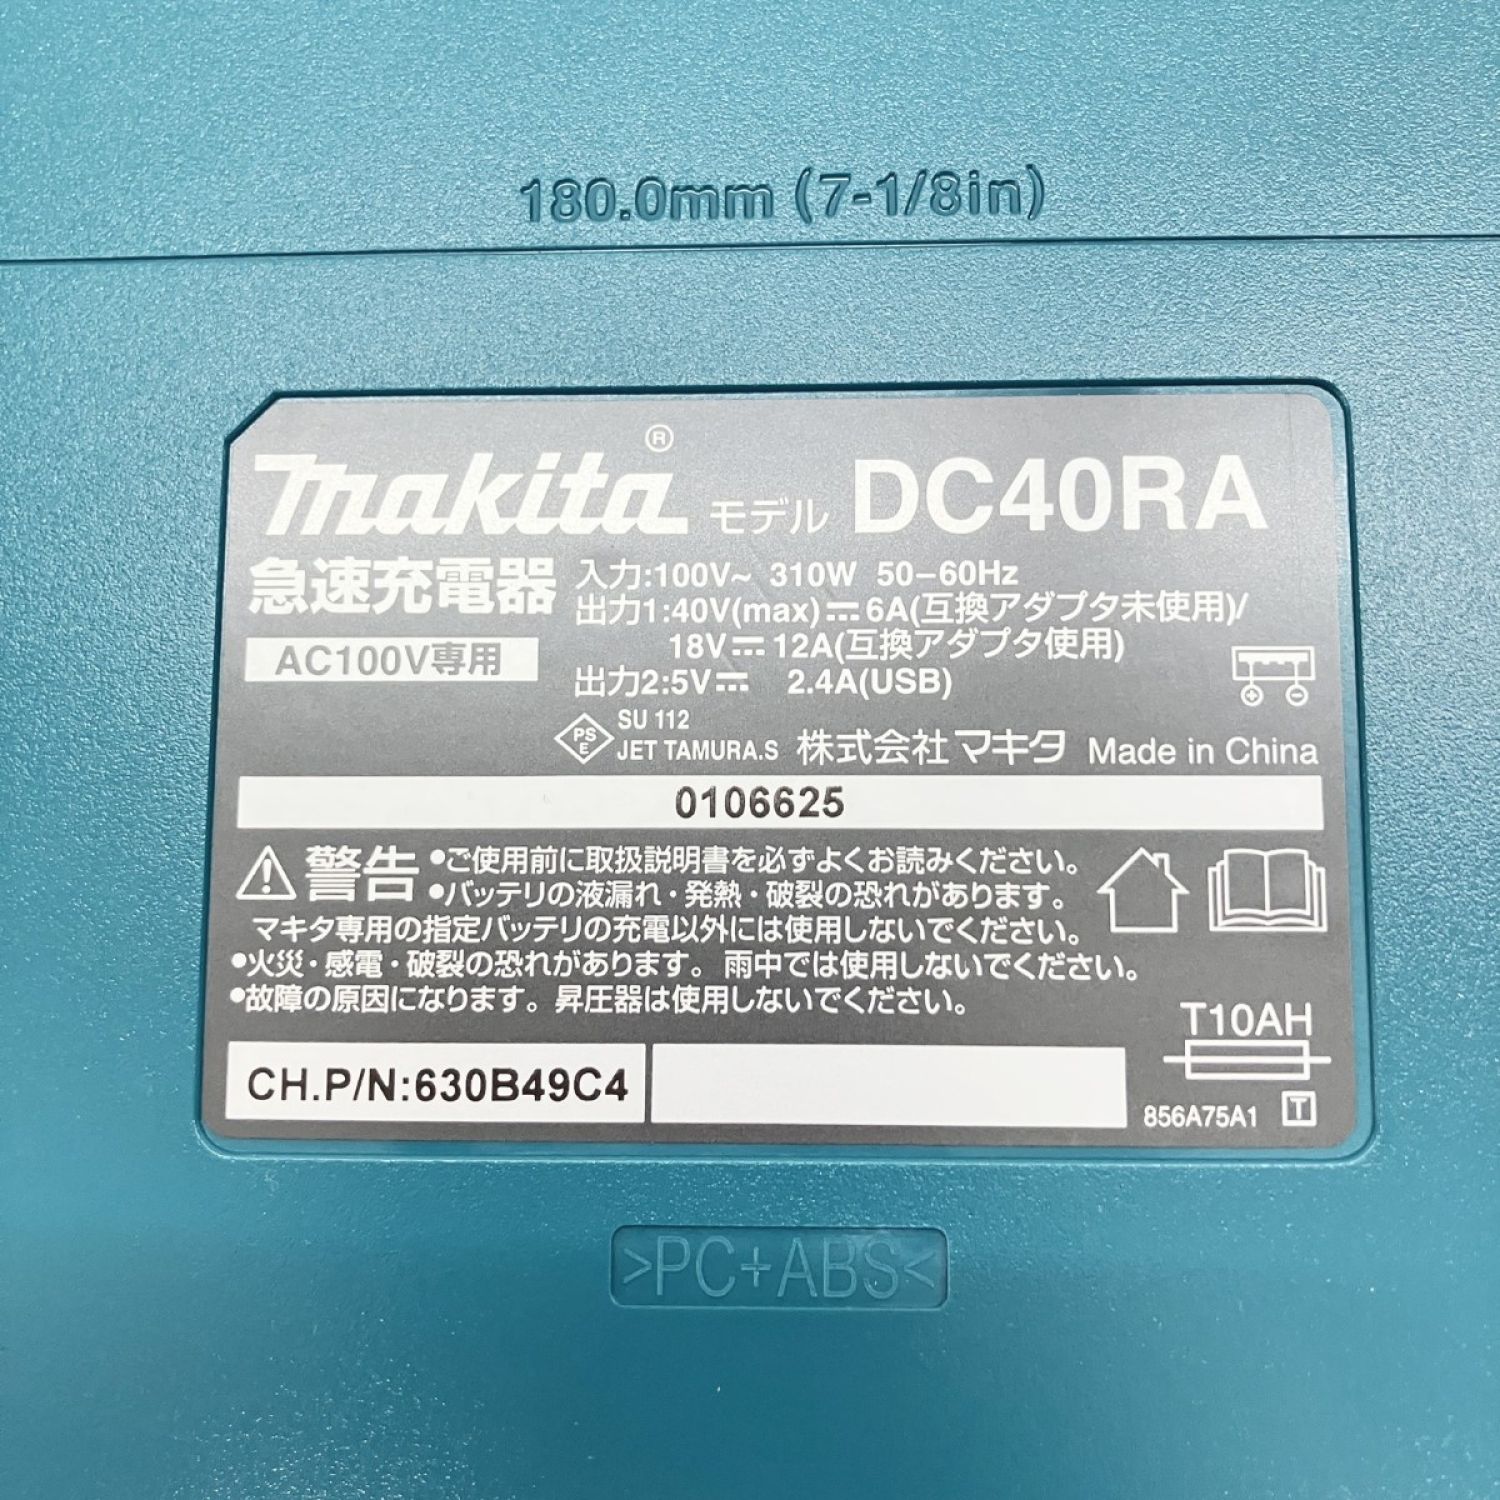 180.0mm (7-1/8in)
makita® モデル DC40RA
急速充電器
AC100V専用
入力:100V~ 310W 50-60Hz
出力1:40V(max)⎓6A(互換アダプタ未使用)/
18V⎓12A(互換アダプタ使用)
出力2:5V⎓ 2.4A(USB)
PS
E
SU 112
JET TAMURA.S 株式会社マキタ Made in China
0106625
警告 ●ご使用前に取扱説明書を必ずよくお読みください。
●バッテリの液漏れ・発熱・破裂の恐れがあります。
マキタ専用の指定バッテリの充電以外には使用しないでください。
●火災・感電・破裂の恐れがあります。雨中では使用しないでください。
●故障の原因になります。昇圧器は使用しないでください。
T10AH
CH.P/N:630B49C4
856A75A1 T
>PC+ABS<